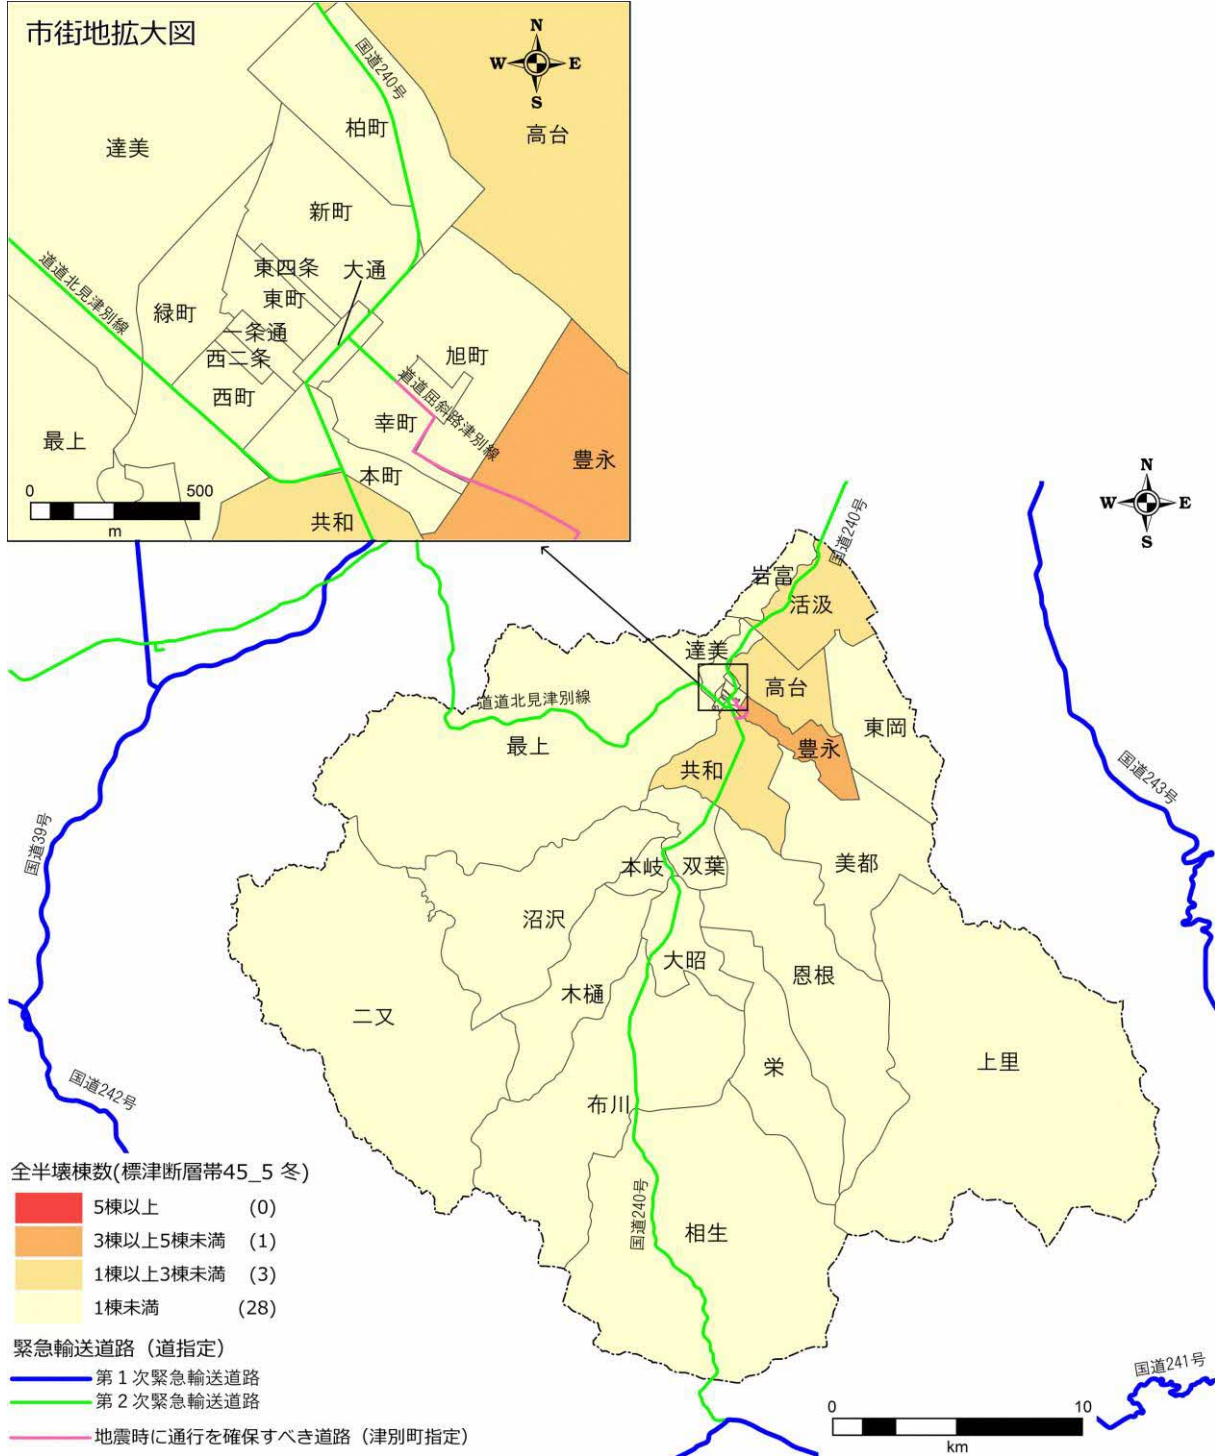 市街地拡大図
N
W E
S
国道240号
高台
柏町
達美
新町
道道北見津別線
東四条
大通
東町
緑町
一条通
西二条
旭町
道道屈斜路津別線
西町
幸町
最上
豊永
本町
0 500
m
共和
N
W E
S
国道240号
岩富
活汲
達美
高台
道道北見津別線
東岡
最上
豊永
共和
国道243号
国道39号
本岐
双葉
美都
沼沢
大昭
恩根
木樋
二又
上里
栄
国道242号
布川
国道240号
相生
全半壊棟数(標津断層帯45_5 冬)
5棟以上 (0)
3棟以上5棟未満 (1)
1棟以上3棟未満 (3)
1棟未満 (28)
緊急輸送道路(道指定)
第1次緊急輸送道路
第2次緊急輸送道路
地震時に通行を確保すべき道路(津別町指定)
国道241号
0 10
km